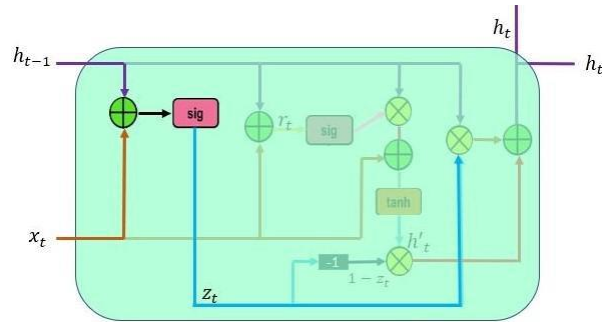 h_t
h_{t-1}
h_t
sig
r_t
sig
x_t
tanh
h'_t
-1
1 - z_t
z_t